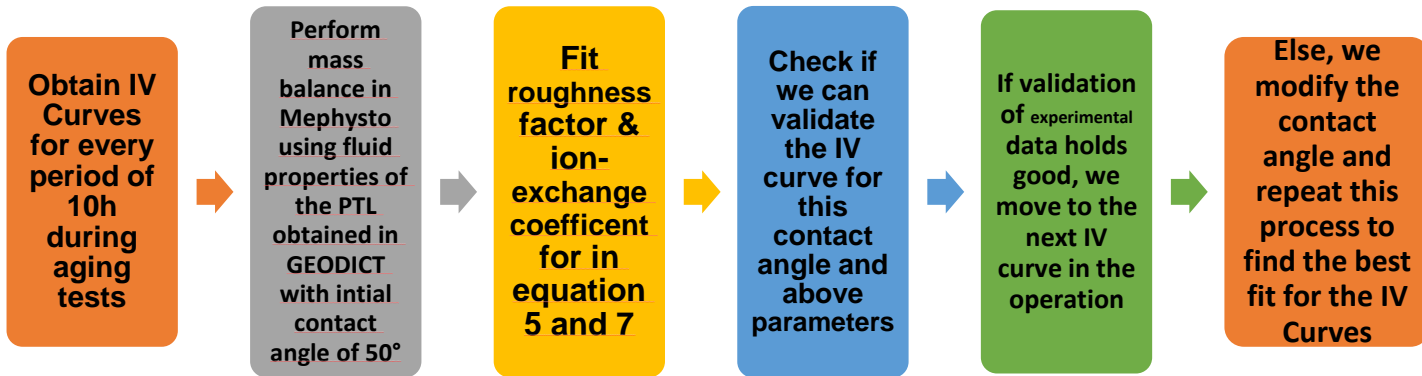 Obtain IV
Curves
for every
period of
10h
during
aging
tests
Perform
mass
balance in
Mephysto
using fluid
properties of
the PTL
obtained in
GEODICT
with intial
contact
angle of 50°
Fit
roughness
factor &
ion-
exchange
coefficent
for in
equation
5 and 7
Check if
we can
validate
the IV
curve for
this
contact
angle and
above
parameters
If validation
of experimental
data holds
good, we
move to the
next IV
curve in the
operation
Else, we
modify the
contact
angle and
repeat this
process to
find the best
fit for the IV
Curves